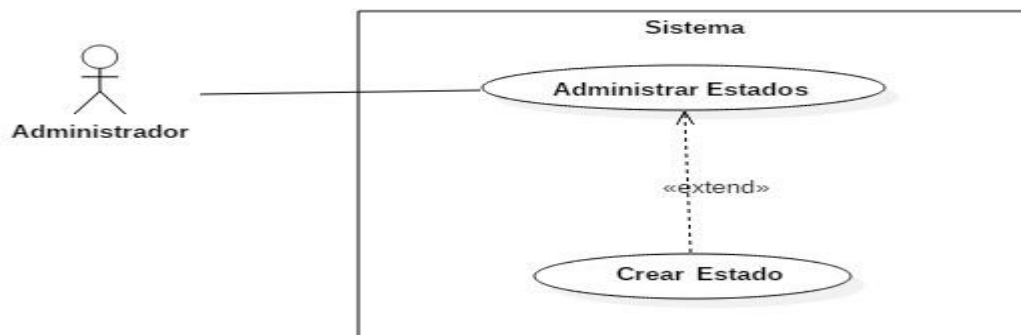 Sistema
Administrar Estados
Administrador
«extend»
Crear Estado